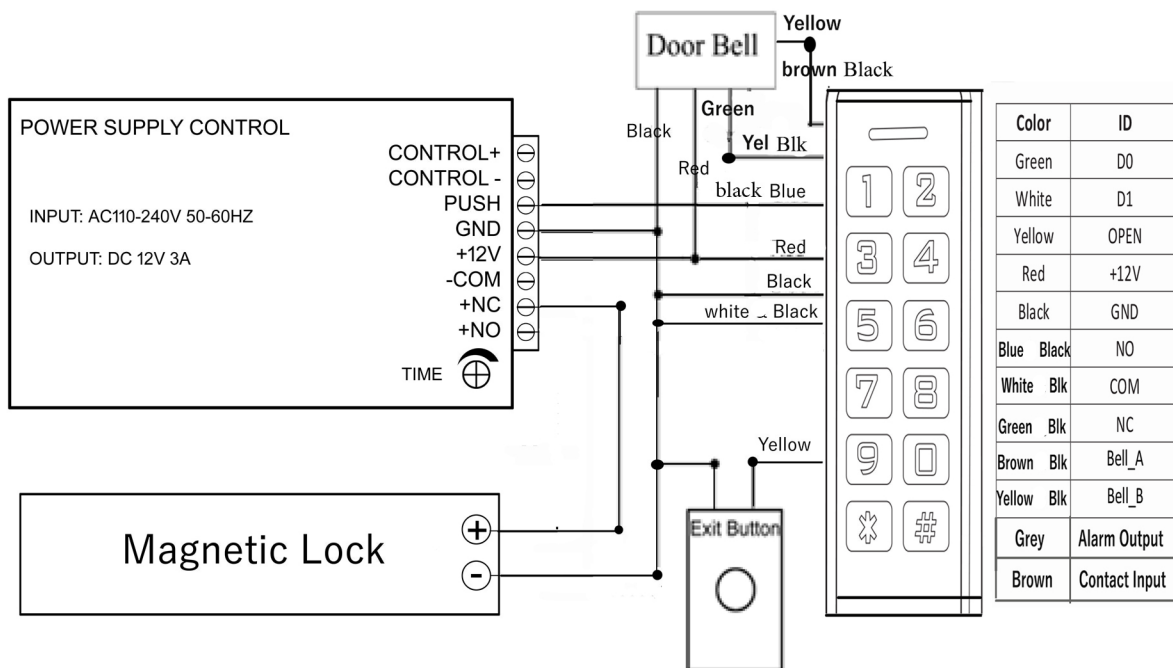 Yellow
Door Bell
brown Black
Green
Black
Yel Blk
Red
black Blue
Red
Black
white Black
Yellow
POWER SUPPLY CONTROL
INPUT: AC110-240V 50-60HZ
OUTPUT: DC 12V 3A
CONTROL+
CONTROL -
PUSH
GND
+12V
-COM
+NC
+NO
TIME
Magnetic Lock
+
-
Exit Button
1 2
3 4
5 6
7 8
9 0
* #
Color ID
Green D0
White D1
Yellow OPEN
Red +12V
Black GND
Blue Black NO
White Blk COM
Green Blk NC
Brown Blk Bell_A
Yellow Blk Bell_B
Grey Alarm Output
Brown Contact Input